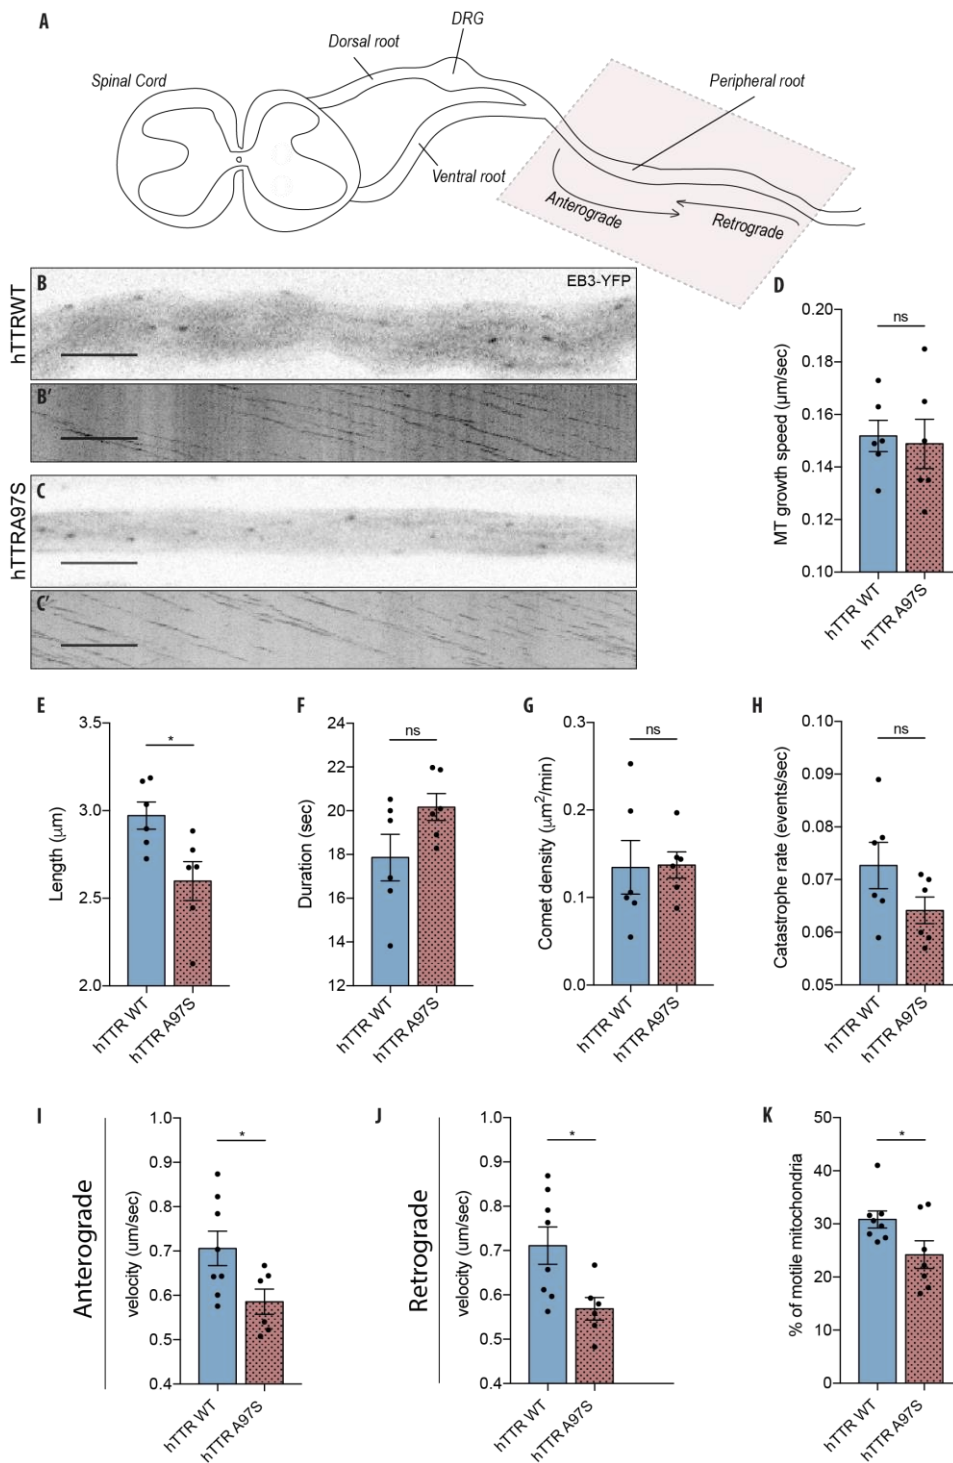 A
DRG
Dorsal root
Spinal Cord
Peripheral root
Ventral root
Anterograde
Retrograde
hTTRWT
B
EB3-YFP
B'
hTTRA97S
C
C'
D
MT growth speed (μm/sec)
0.20
0.18
0.16
0.14
0.12
0.10
ns
hTTR WT
hTTR A97S
E
Length (μm)
3.5
3.0
2.5
2.0
*
hTTR WT
hTTR A97S
F
Duration (sec)
24
22
20
18
16
14
12
ns
hTTR WT
hTTR A97S
G
Comet density (μm²/min)
0.3
0.2
0.1
0.0
ns
hTTR WT
hTTR A97S
H
Catastrophe rate (events/sec)
0.10
0.09
0.08
0.07
0.06
0.05
ns
hTTR WT
hTTR A97S
I
Anterograde
velocity (um/sec)
1.0
0.9
0.8
0.7
0.6
0.5
0.4
*
hTTR WT
hTTR A97S
J
Retrograde
velocity (um/sec)
1.0
0.9
0.8
0.7
0.6
0.5
0.4
*
hTTR WT
hTTR A97S
K
% of motile mitochondria
50
40
30
20
10
0
*
hTTR WT
hTTR A97S